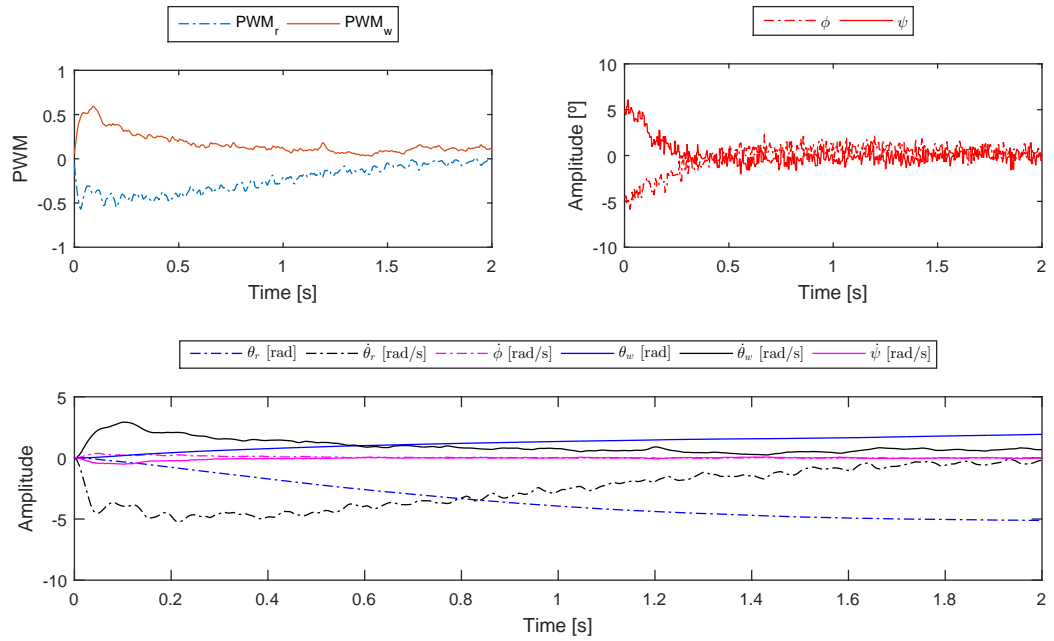 PWM_r PWM_w
1
0.5
0
-0.5
-1
PWM
0 0.5 1 1.5 2
Time [s]
ϕ ψ
10
5
0
-5
-10
Amplitude [º]
0 0.5 1 1.5 2
Time [s]
θ_r [rad] θ̇_r [rad/s] ϕ̇ [rad/s] θ_w [rad] θ̇_w [rad/s] ψ̇ [rad/s]
5
0
-5
-10
Amplitude
0 0.2 0.4 0.6 0.8 1 1.2 1.4 1.6 1.8 2
Time [s]